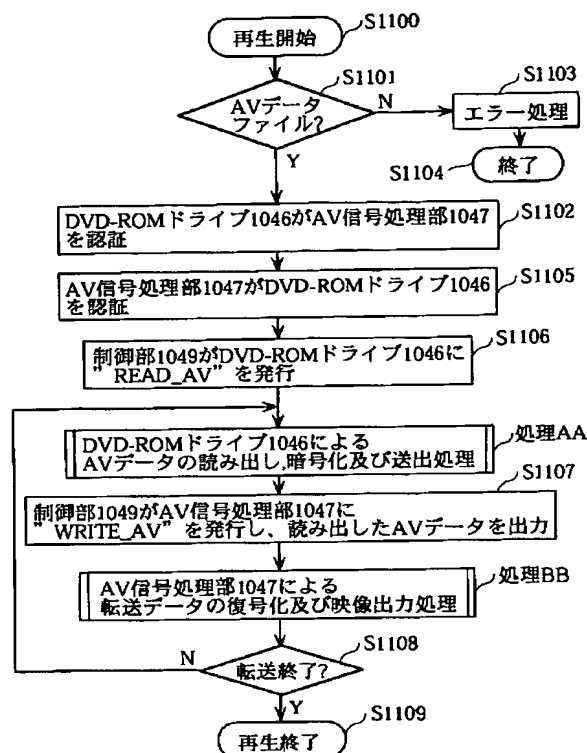 再生開始
S1100
AVデータ
ファイル?
S1101
N
Y
エラー処理
S1103
終了
S1104
DVD-ROMドライブ1046がAV信号処理部1047
を認証
S1102
AV信号処理部1047がDVD-ROMドライブ1046
を認証
S1105
制御部1049がDVD-ROMドライブ1046に
"READ_AV"を発行
S1106
DVD-ROMドライブ1046による
AVデータの読み出し,暗号化及び送出処理
処理AA
制御部1049がAV信号処理部1047に
"WRITE_AV"を発行し、読み出したAVデータを出力
S1107
AV信号処理部1047による
転送データの復号化及び映像出力処理
処理BB
転送終了?
S1108
N
Y
再生終了
S1109